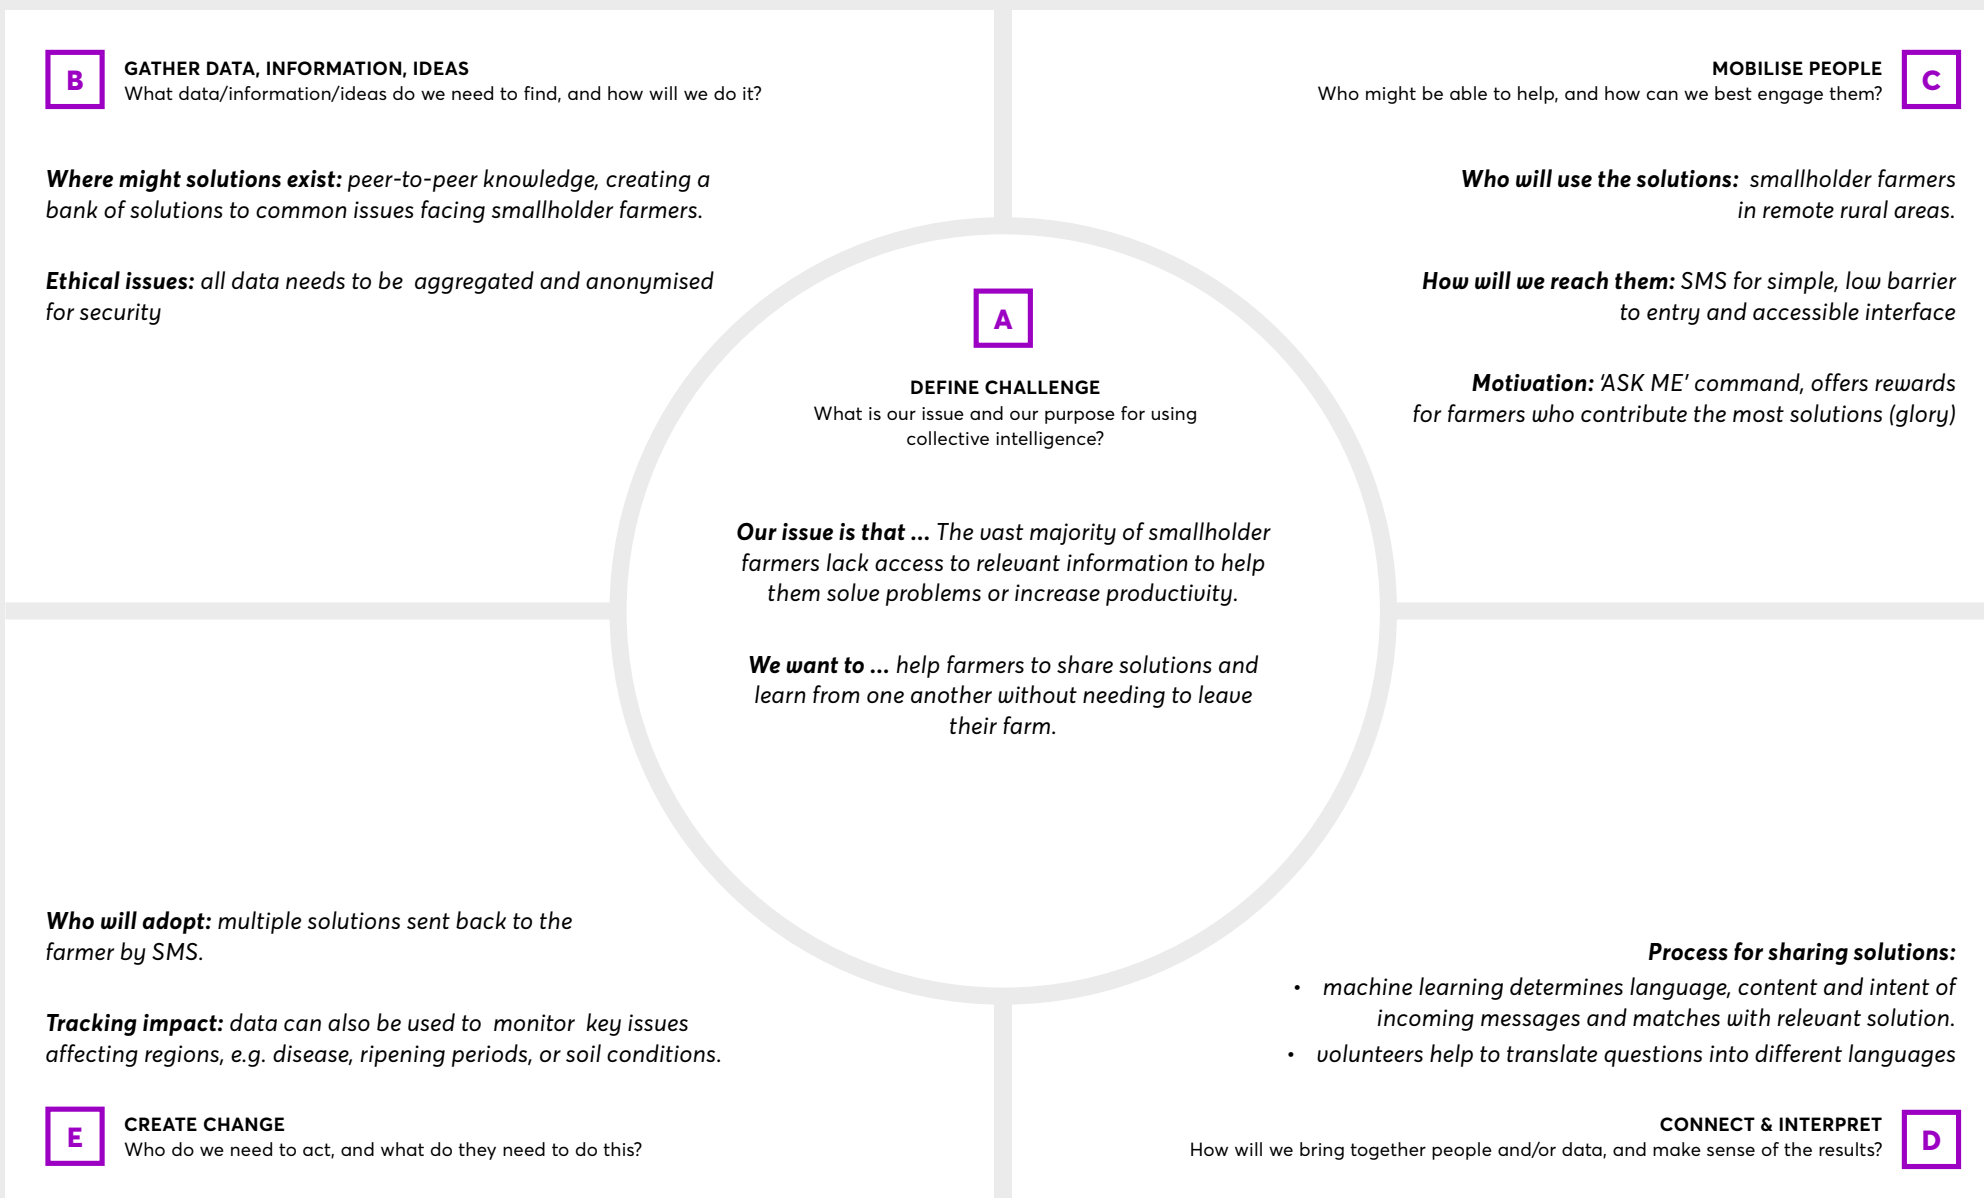 B
GATHER DATA, INFORMATION, IDEAS
What data/information/ideas do we need to find, and how will we do it?
Where might solutions exist: peer-to-peer knowledge, creating a
bank of solutions to common issues facing smallholder farmers.
Ethical issues: all data needs to be  aggregated and anonymised
for security
MOBILISE PEOPLE
Who might be able to help, and how can we best engage them?
C
Who will use the solutions:  smallholder farmers
in remote rural areas.
How will we reach them: SMS for simple, low barrier
to entry and accessible interface
Motivation: ‘ASK ME’ command, offers rewards
for farmers who contribute the most solutions (glory)
A
DEFINE CHALLENGE
What is our issue and our purpose for using
collective intelligence?
Our issue is that ... The vast majority of smallholder
farmers lack access to relevant information to help
them solve problems or increase productivity.
We want to ... help farmers to share solutions and
learn from one another without needing to leave
their farm.
Who will adopt: multiple solutions sent back to the
farmer by SMS.
Tracking impact: data can also be used to  monitor  key issues
affecting regions, e.g. disease, ripening periods, or soil conditions.
E
CREATE CHANGE
Who do we need to act, and what do they need to do this?
Process for sharing solutions:
• machine learning determines language, content and intent of
incoming messages and matches with relevant solution.
• volunteers help to translate questions into different languages
CONNECT & INTERPRET
How will we bring together people and/or data, and make sense of the results?
D